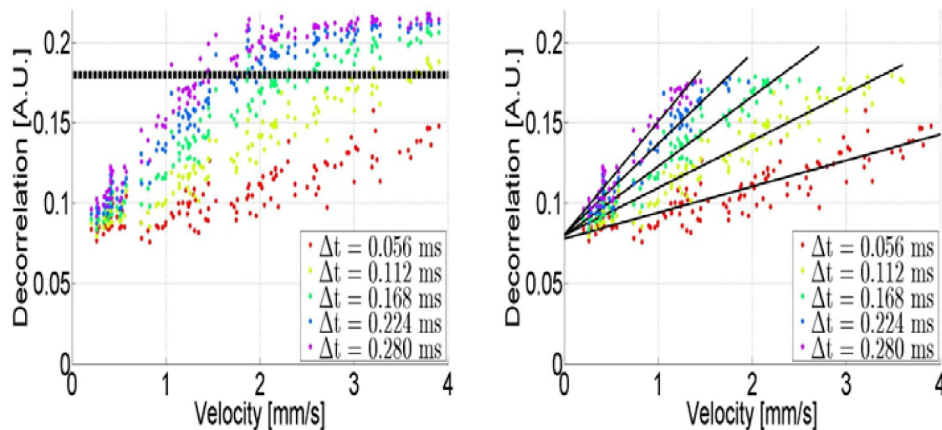 Decorrelation [A.U.]
0.2
0.15
0.1
0.05
0
Δt = 0.056 ms
Δt = 0.112 ms
Δt = 0.168 ms
Δt = 0.224 ms
Δt = 0.280 ms
0 1 2 3 4
Velocity [mm/s]
Decorrelation [A.U.]
0.2
0.15
0.1
0.05
0
Δt = 0.056 ms
Δt = 0.112 ms
Δt = 0.168 ms
Δt = 0.224 ms
Δt = 0.280 ms
0 1 2 3 4
Velocity [mm/s]